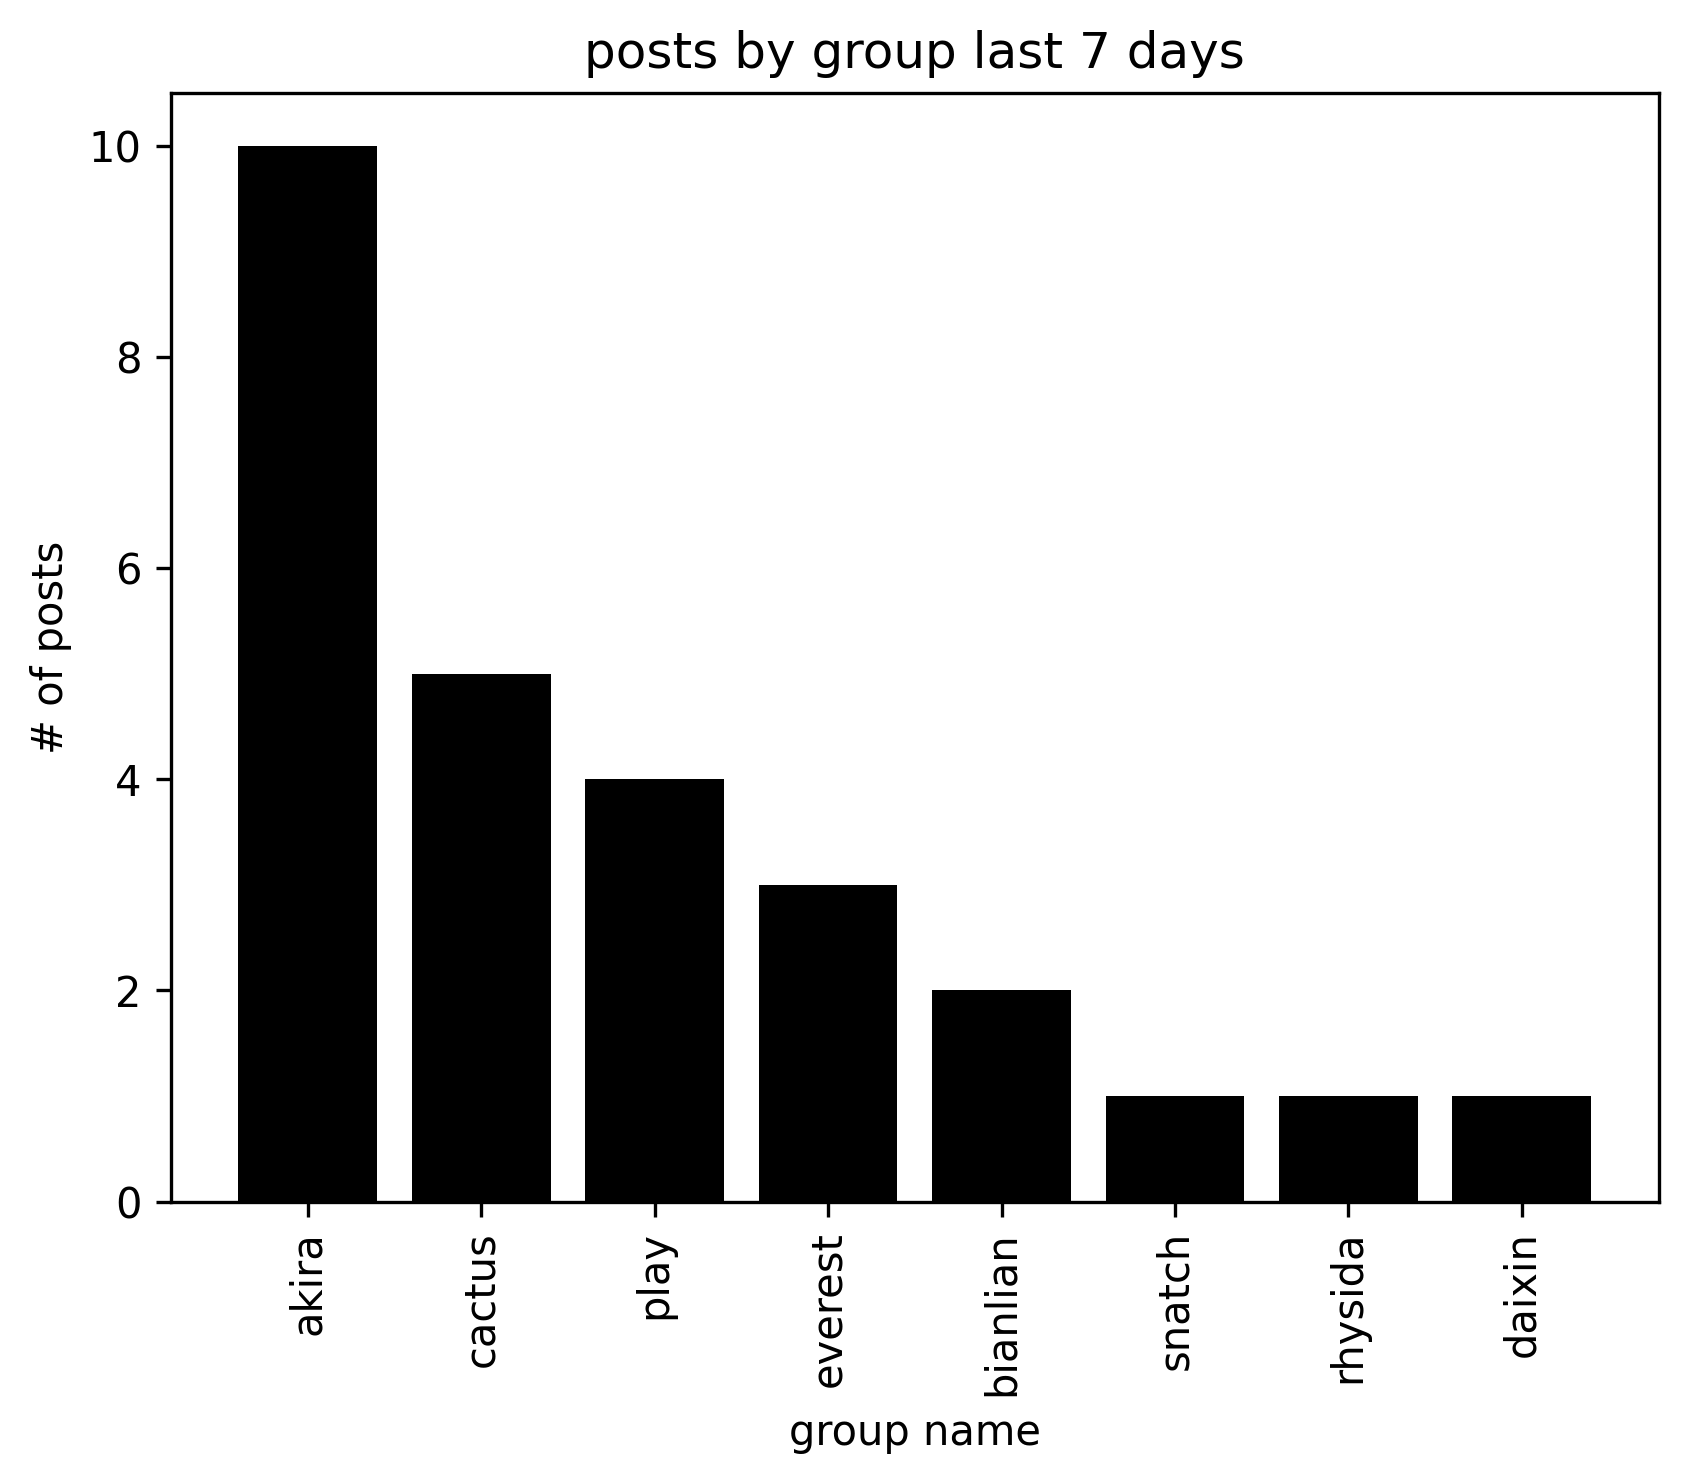 posts by group last 7 days
# of posts
10
8
6
4
2
0
akira
cactus
play
everest
bianlian
snatch
rhysida
daixin
group name